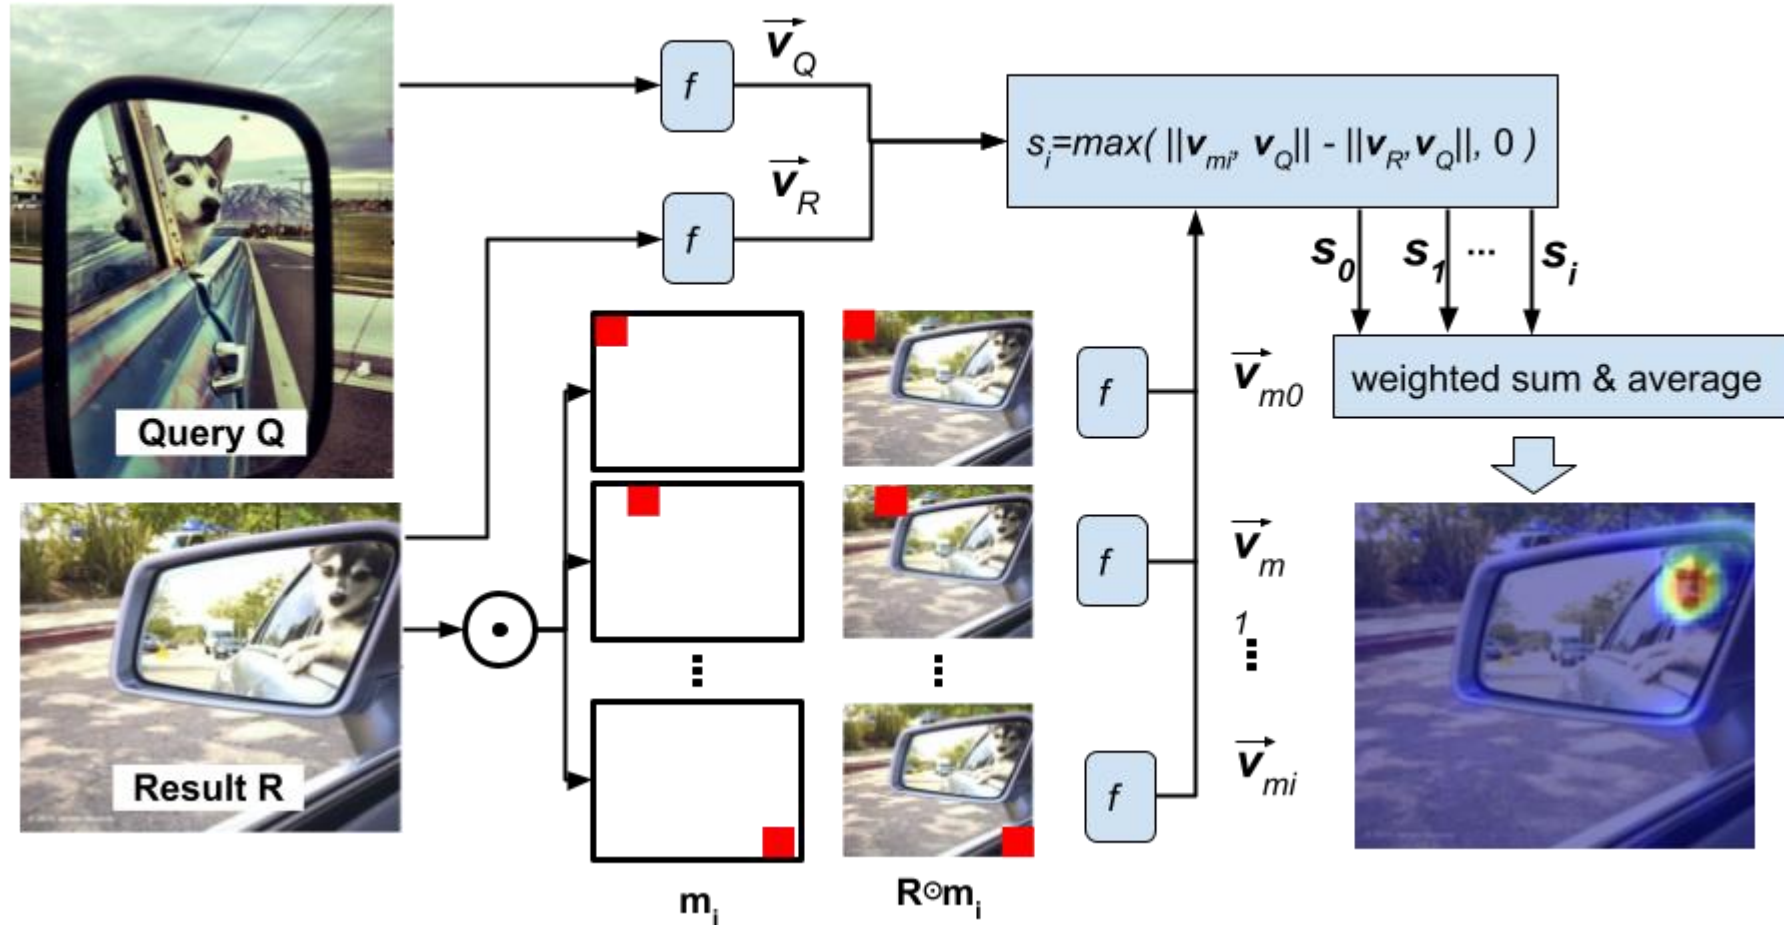 f
v_Q
f
v_R
s_i=max( ||v_mi, v_Q|| - ||v_R, v_Q||, 0 )
s_0 s_1 ... s_i
weighted sum & average
Query Q
Result R
f
v_m0
f
v_m
1
f
v_mi
m_i
R⊙m_i